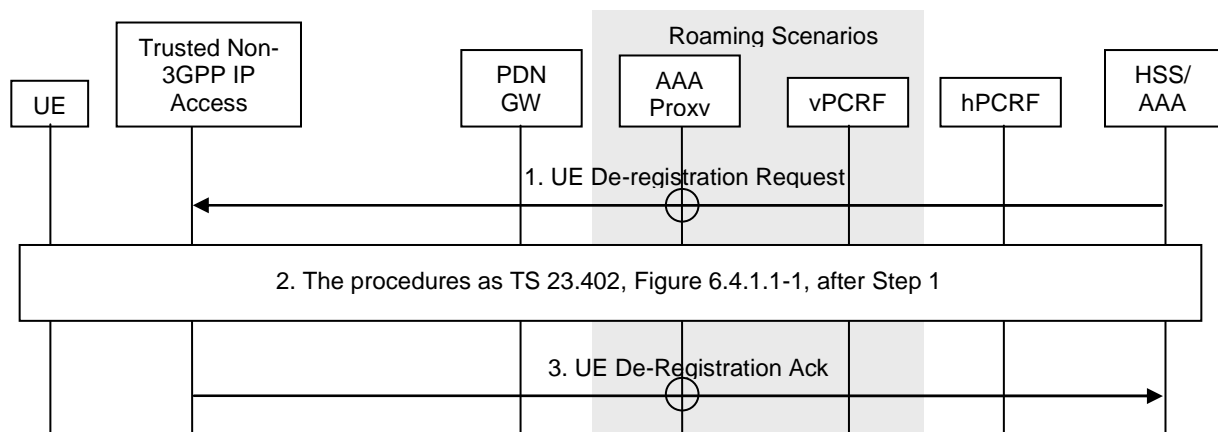 Roaming Scenarios
UE
Trusted Non-
3GPP IP
Access
PDN
GW
AAA
Proxy
vPCRF
hPCRF
HSS/
AAA
1. UE De-registration Request
2. The procedures as TS 23.402, Figure 6.4.1.1-1, after Step 1
3. UE De-Registration Ack